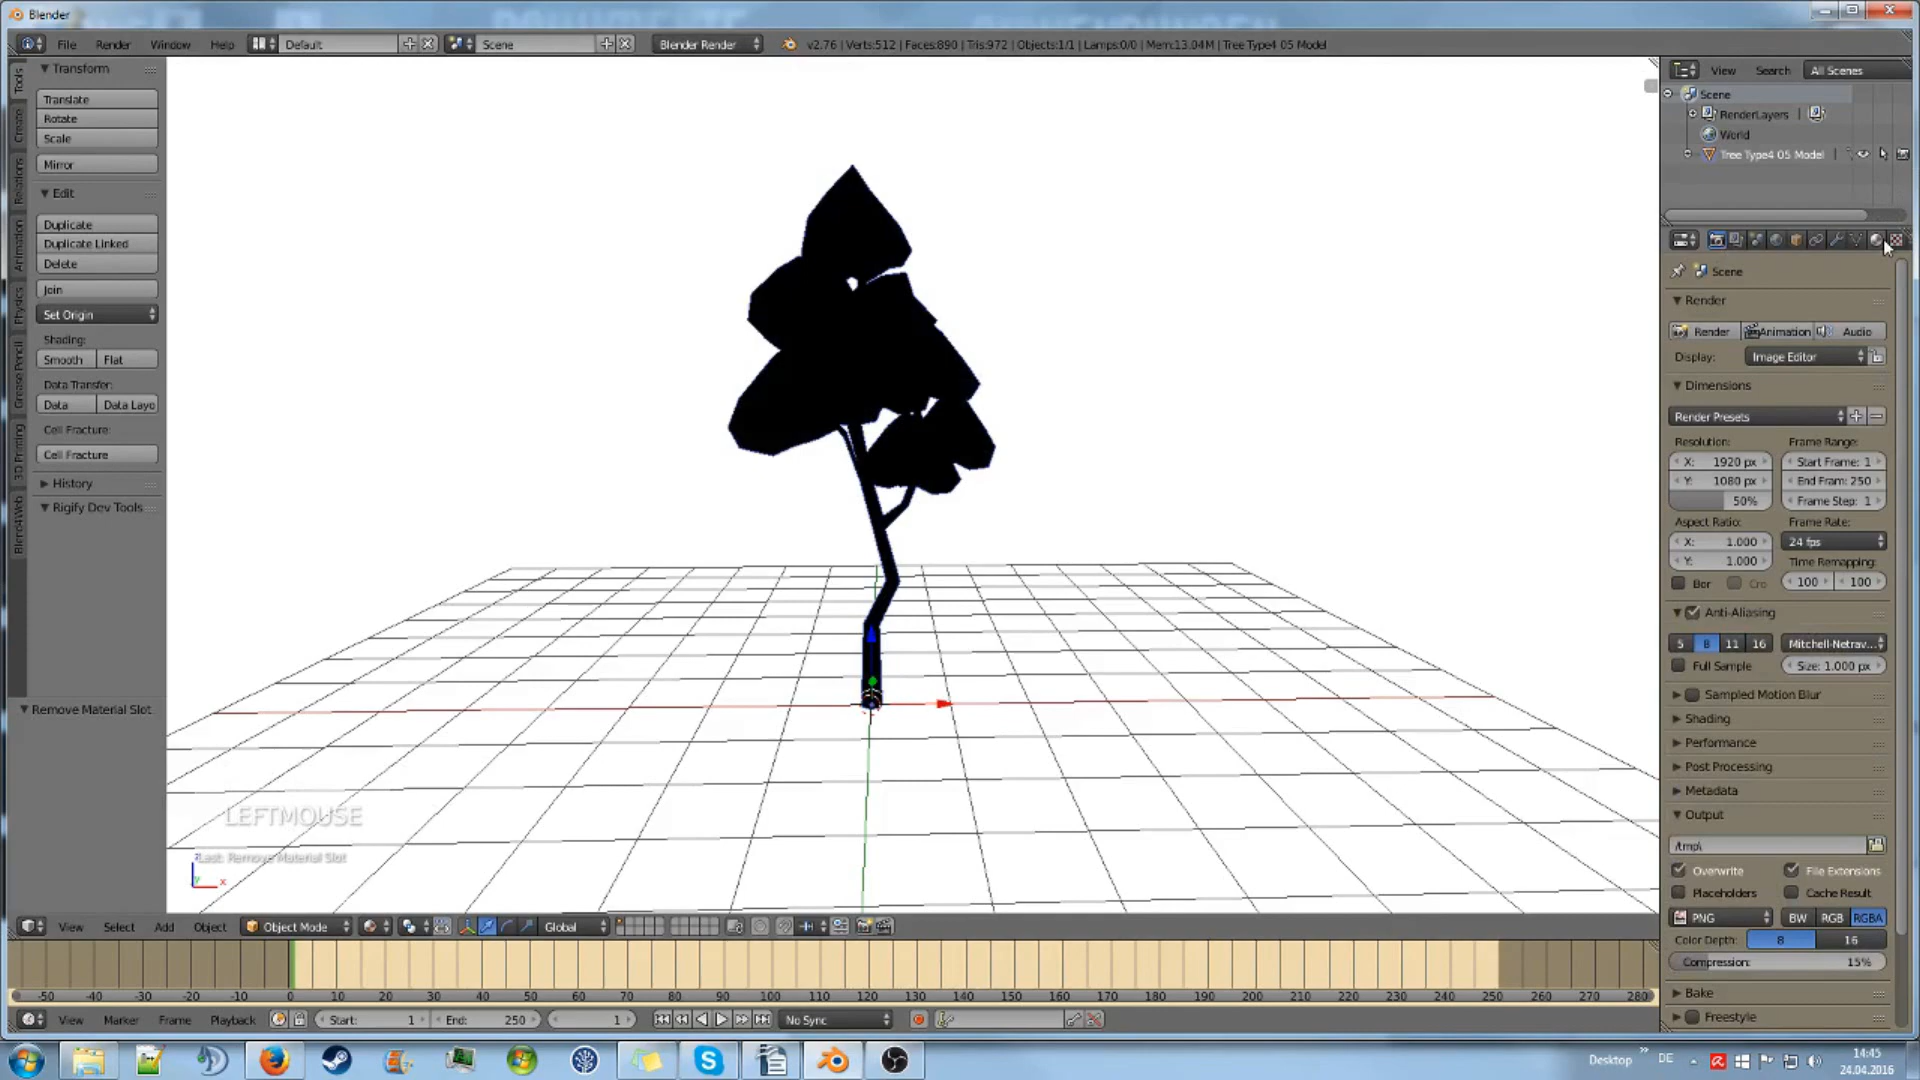 Blender
File Render Window Help Default Scene Blender Render v2.76 | Verts:512 | Faces:890 | Tris:972 | Objects:1/1 | Lamps:0/0 | Mem:13.04M | Tree Type4 05 Model
Tools
Create
Relations
Animation
Physics
Grease Pencil
3D Printing
Blend4Web
Transform
Translate
Rotate
Scale
Mirror
Edit
Duplicate
Duplicate Linked
Delete
Join
Set Origin
Shading:
Smooth Flat
Data Transfer:
Data Data Layo
Cell Fracture:
Cell Fracture
History
Rigify Dev Tools
Remove Material Slot
LEFTMOUSE
Last: Remove Material Slot
z
y
x
View Search All Scenes
Scene
RenderLayers |
World
Tree Type4 05 Model |
Scene
Render
Render Animation Audio
Display: Image Editor
Dimensions
Render Presets
Resolution: Frame Range:
X: 1920 px Start Frame: 1
Y: 1080 px End Fram: 250
50% Frame Step: 1
Aspect Ratio: Frame Rate:
X: 1.000 24 fps
Y: 1.000 Time Remapping:
Bor Cro 100 100
Anti-Aliasing
5 8 11 16 Mitchell-Netrav...
Full Sample Size: 1.000 px
Sampled Motion Blur
Shading
Performance
Post Processing
Metadata
Output
/tmp\
Overwrite File Extensions
Placeholders Cache Result
PNG BW RGB RGBA
Color Depth: 8 16
Compression: 15%
Bake
Freestyle
View Select Add Object Object Mode Global
-50 -40 -30 -20 -10 0 10 20 30 40 50 60 70 80 90 100 110 120 130 140 150 160 170 180 190 200 210 220 230 240 250 260 270 280
View Marker Frame Playback Start: 1 End: 250 1 No Sync
Desktop » DE 14:45
24.04.2016